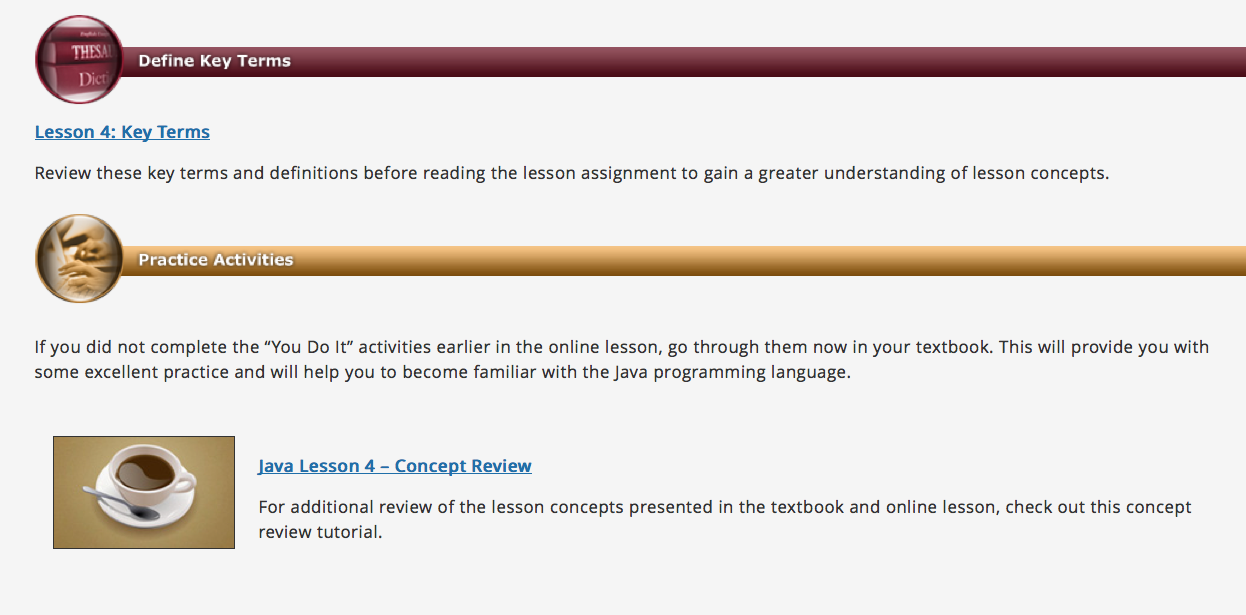 English
THESA
Dicti
Define Key Terms
Lesson 4: Key Terms
Review these key terms and definitions before reading the lesson assignment to gain a greater understanding of lesson concepts.
Practice Activities
If you did not complete the “You Do It” activities earlier in the online lesson, go through them now in your textbook. This will provide you with
some excellent practice and will help you to become familiar with the Java programming language.
Java Lesson 4 – Concept Review
For additional review of the lesson concepts presented in the textbook and online lesson, check out this concept
review tutorial.